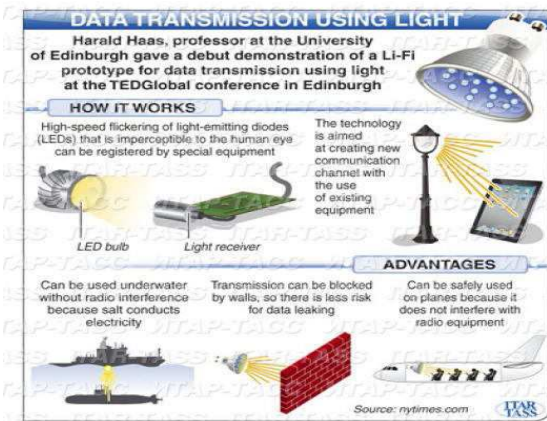 DATA TRANSMISSION USING LIGHT
Harald Haas, professor at the University
of Edinburgh gave a debut demonstration of a Li-Fi
prototype for data transmission using light
at the TEDGlobal conference in Edinburgh
HOW IT WORKS
High-speed flickering of light-emitting diodes
(LEDs) that is imperceptible to the human eye
can be registered by special equipment
LED bulb
Light receiver
The technology
is aimed
at creating new
communication
channel with
the use
of existing
equipment
ADVANTAGES
Can be used underwater
without radio interference
because salt conducts
electricity
Transmission can be blocked
by walls, so there is less risk
for data leaking
Can be safely used
on planes because it
does not interfere with
radio equipment
Source: nytimes.com
ITAR
TASS